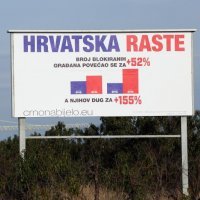 HRVATSKA RASTE
BROJ BLOKIRANIH
GRAĐANA POVEĆAO SE ZA +52%
A NJIHOV DUG ZA +155%
crnonabijelo.eu